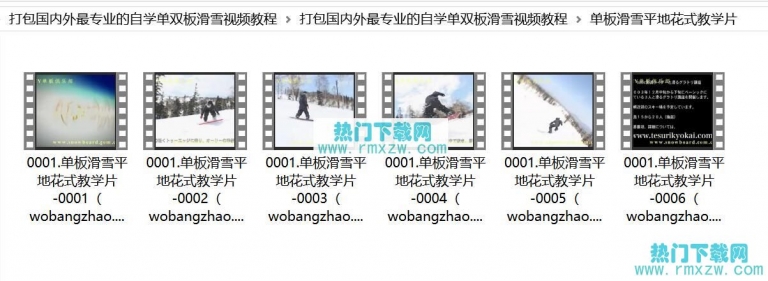 打包国内外最专业的自学单双板滑雪视频教程 > 打包国内外最专业的自学单双板滑雪视频教程 > 单板滑雪平地花式教学片
热门下载网
www.rmxzw.com
0001.单板滑雪平地花式教学片-0001（
wobangzhao....
0001.单板滑雪平地花式教学片-0002（
wobangzhao....
0001.单板滑雪平地花式教学片-0003（
wobangzhao....
0001.单板滑雪平地花式教学片-0004（
wobangzhao....
0001.单板滑雪平地花式教学片-0005（
wobangzhao....
0001.单板滑雪平地花式教学片-0006（
wobangzhao....
www.tesurikyokai.com
热门下载网
www.rmxzw.com